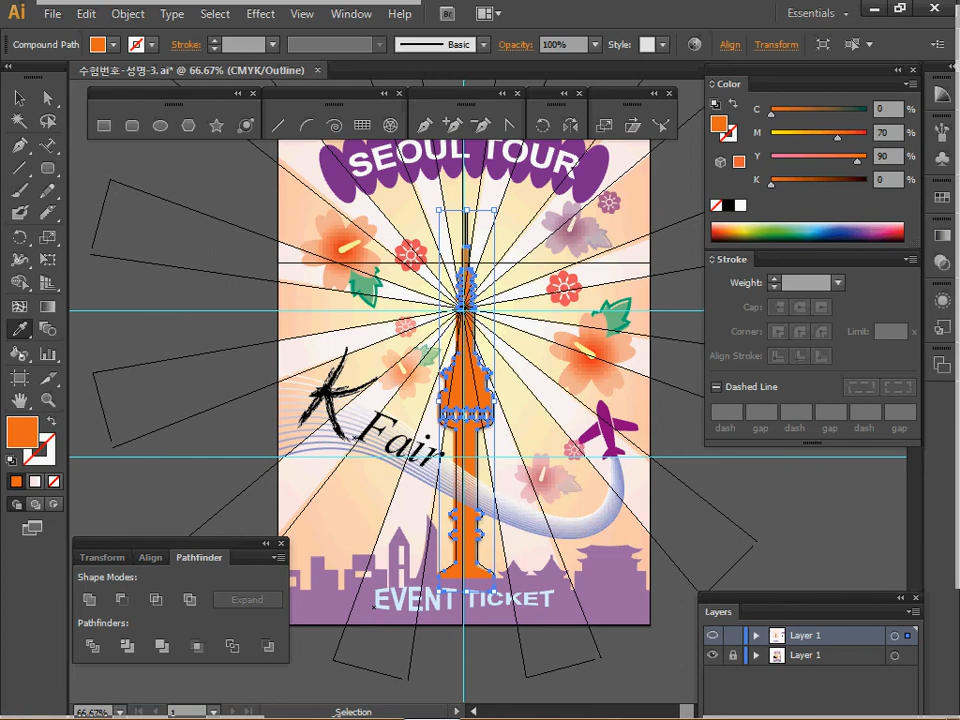 Ai File Edit Object Type Select Effect View Window Help Br Essentials
Compound Path Stroke: Basic Opacity: 100% Style: Align Transform
수험번호-성명-3.ai* @ 66.67% (CMYK/Outline)
Color
C 0 %
M 70 %
Y 90 %
K 0 %
Stroke
Weight:
Cap:
Corner: Limit: x
Align Stroke:
Dashed Line
dash gap dash gap dash gap
SEOUL TOUR
K Fair
EVENT TICKET
Transform Align Pathfinder
Shape Modes:
Expand
Pathfinders:
Layers
Layer 1
Layer 1
66.67% 1 Selection